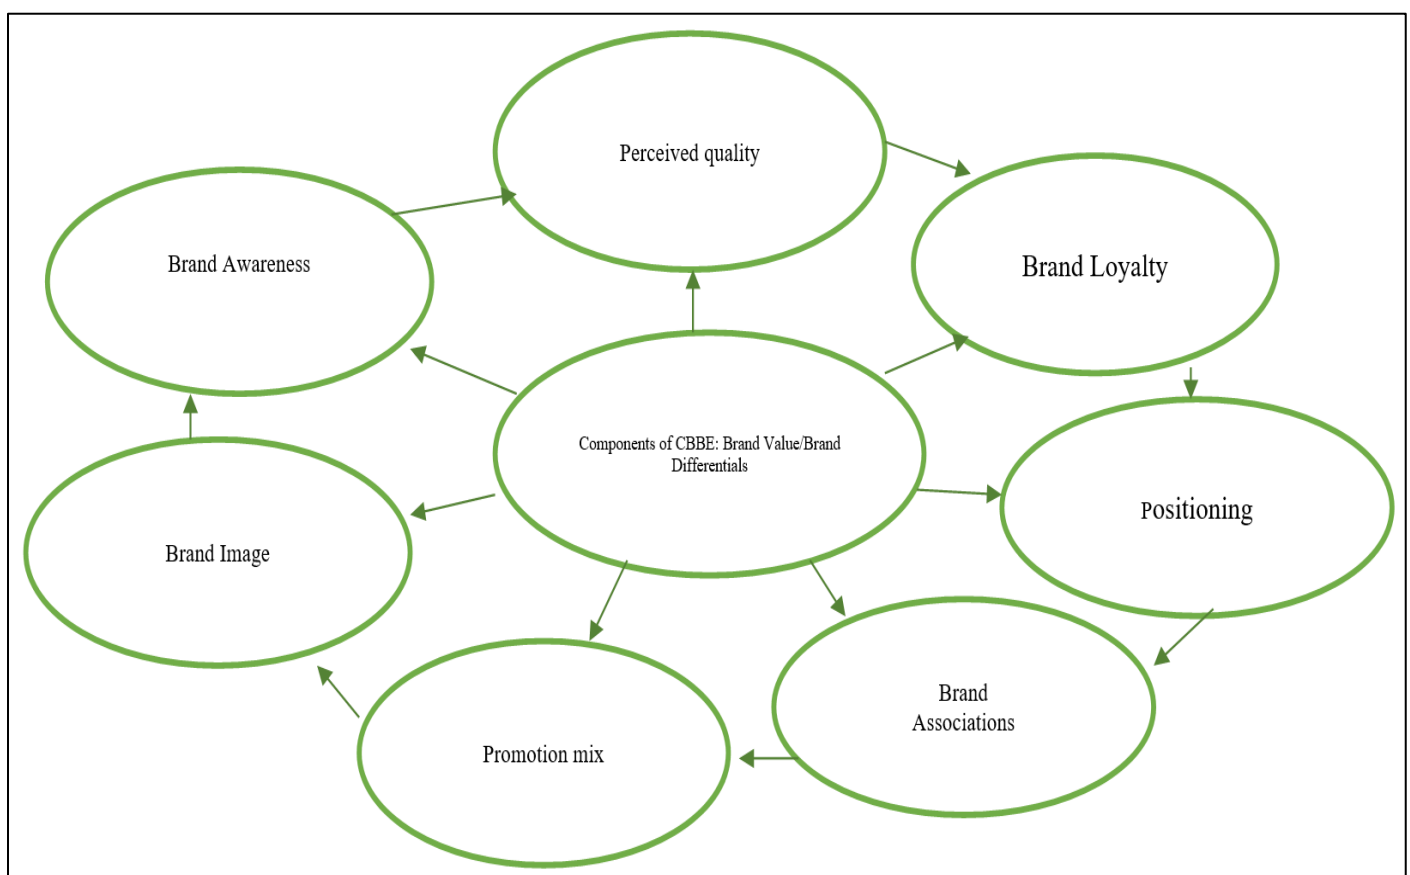 Perceived quality
Brand Awareness
Brand Loyalty
Components of CBBE: Brand Value/Brand
Differentials
Positioning
Brand Image
Brand
Associations
Promotion mix